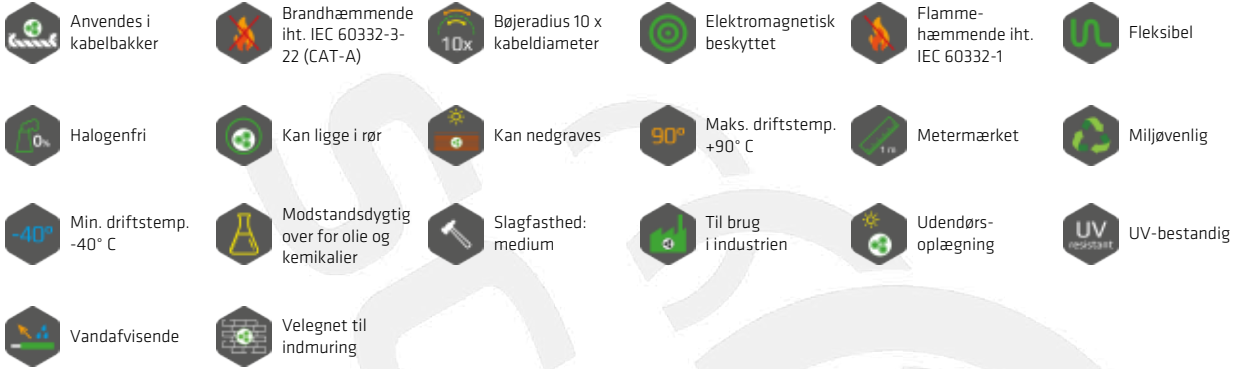 Anvendes i
kabelbakker
Brandhæmmende
iht. IEC 60332-3-
22 (CAT-A)
10x
Bøjeradius 10 x
kabeldiameter
Elektromagnetisk
beskyttet
Flamme-
hæmmende iht.
IEC 60332-1
Fleksibel
0%
Halogenfri
Kan ligge i rør
Kan nedgraves
90°
Maks. driftstemp.
+90° C
1 m
Metermærket
Miljøvenlig
-40°
Min. driftstemp.
-40° C
Modstandsdygtig
over for olie og
kemikalier
Slagfasthed:
medium
Til brug
i industrien
Udendørs-
oplægning
UV
resistant
UV-bestandig
Vandafvisende
Velegnet til
indmuring